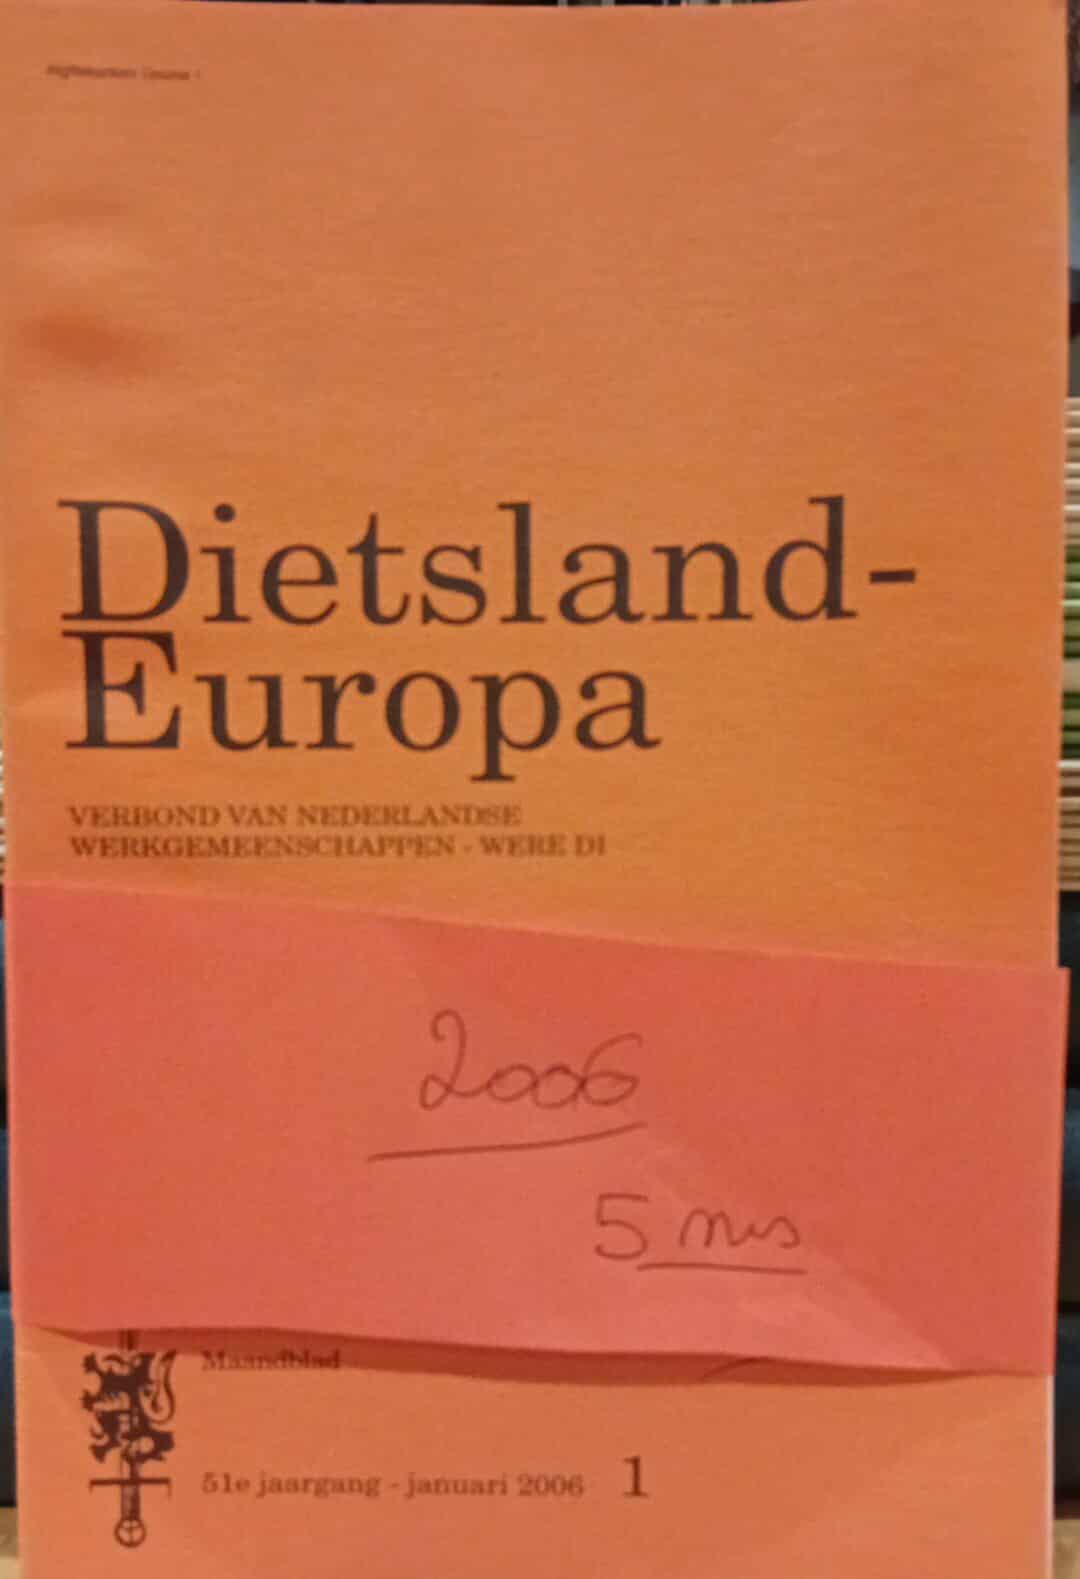 Dietsland-
Europa
VERBOND VAN NEDERLANDSE
WERKGEMEENSCHAPPEN - WERE DI
2006
5 nrs
Maandblad
51e jaargang - januari 2006 1